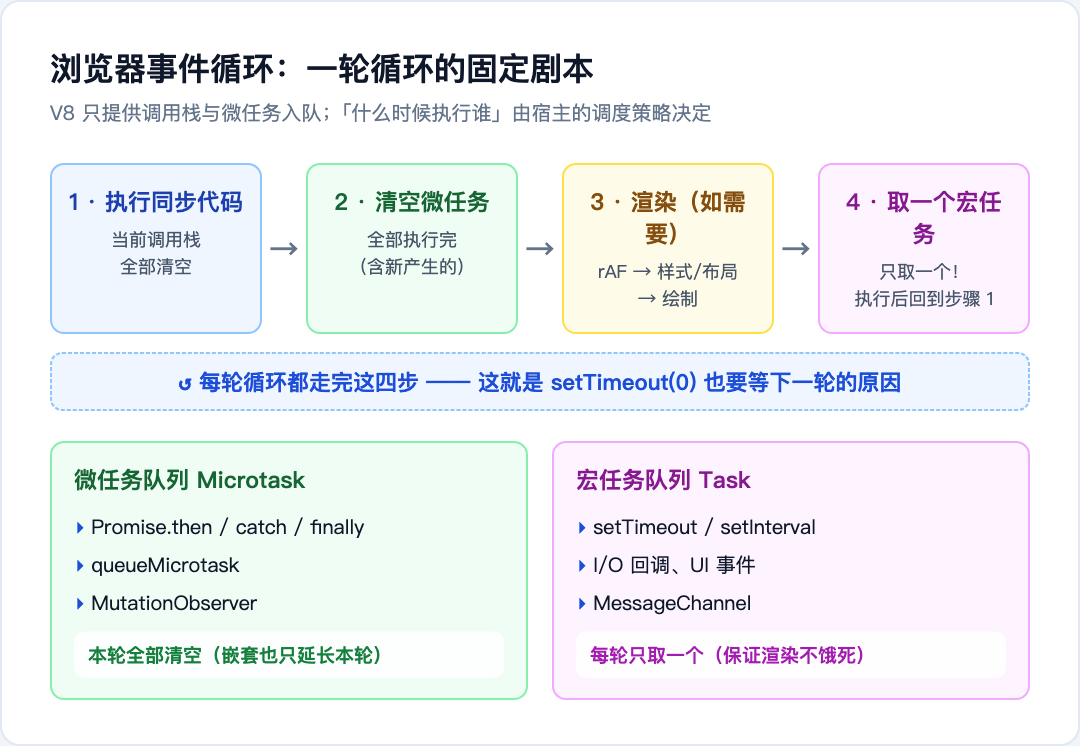 浏览器事件循环：一轮循环的固定剧本
V8 只提供调用栈与微任务入队；「什么时候执行谁」由宿主的调度策略决定
1 · 执行同步代码
当前调用栈
全部清空
→
2 · 清空微任务
全部执行完
（含新产生的）
→
3 · 渲染（如需
要）
rAF → 样式/布局
→ 绘制
→
4 · 取一个宏任
务
只取一个！
执行后回到步骤 1
↺ 每轮循环都走完这四步 —— 这就是 setTimeout(0) 也要等下一轮的原因
微任务队列 Microtask
Promise.then / catch / finally
queueMicrotask
MutationObserver
本轮全部清空（嵌套也只延长本轮）
宏任务队列 Task
setTimeout / setInterval
I/O 回调、UI 事件
MessageChannel
每轮只取一个（保证渲染不饿死）